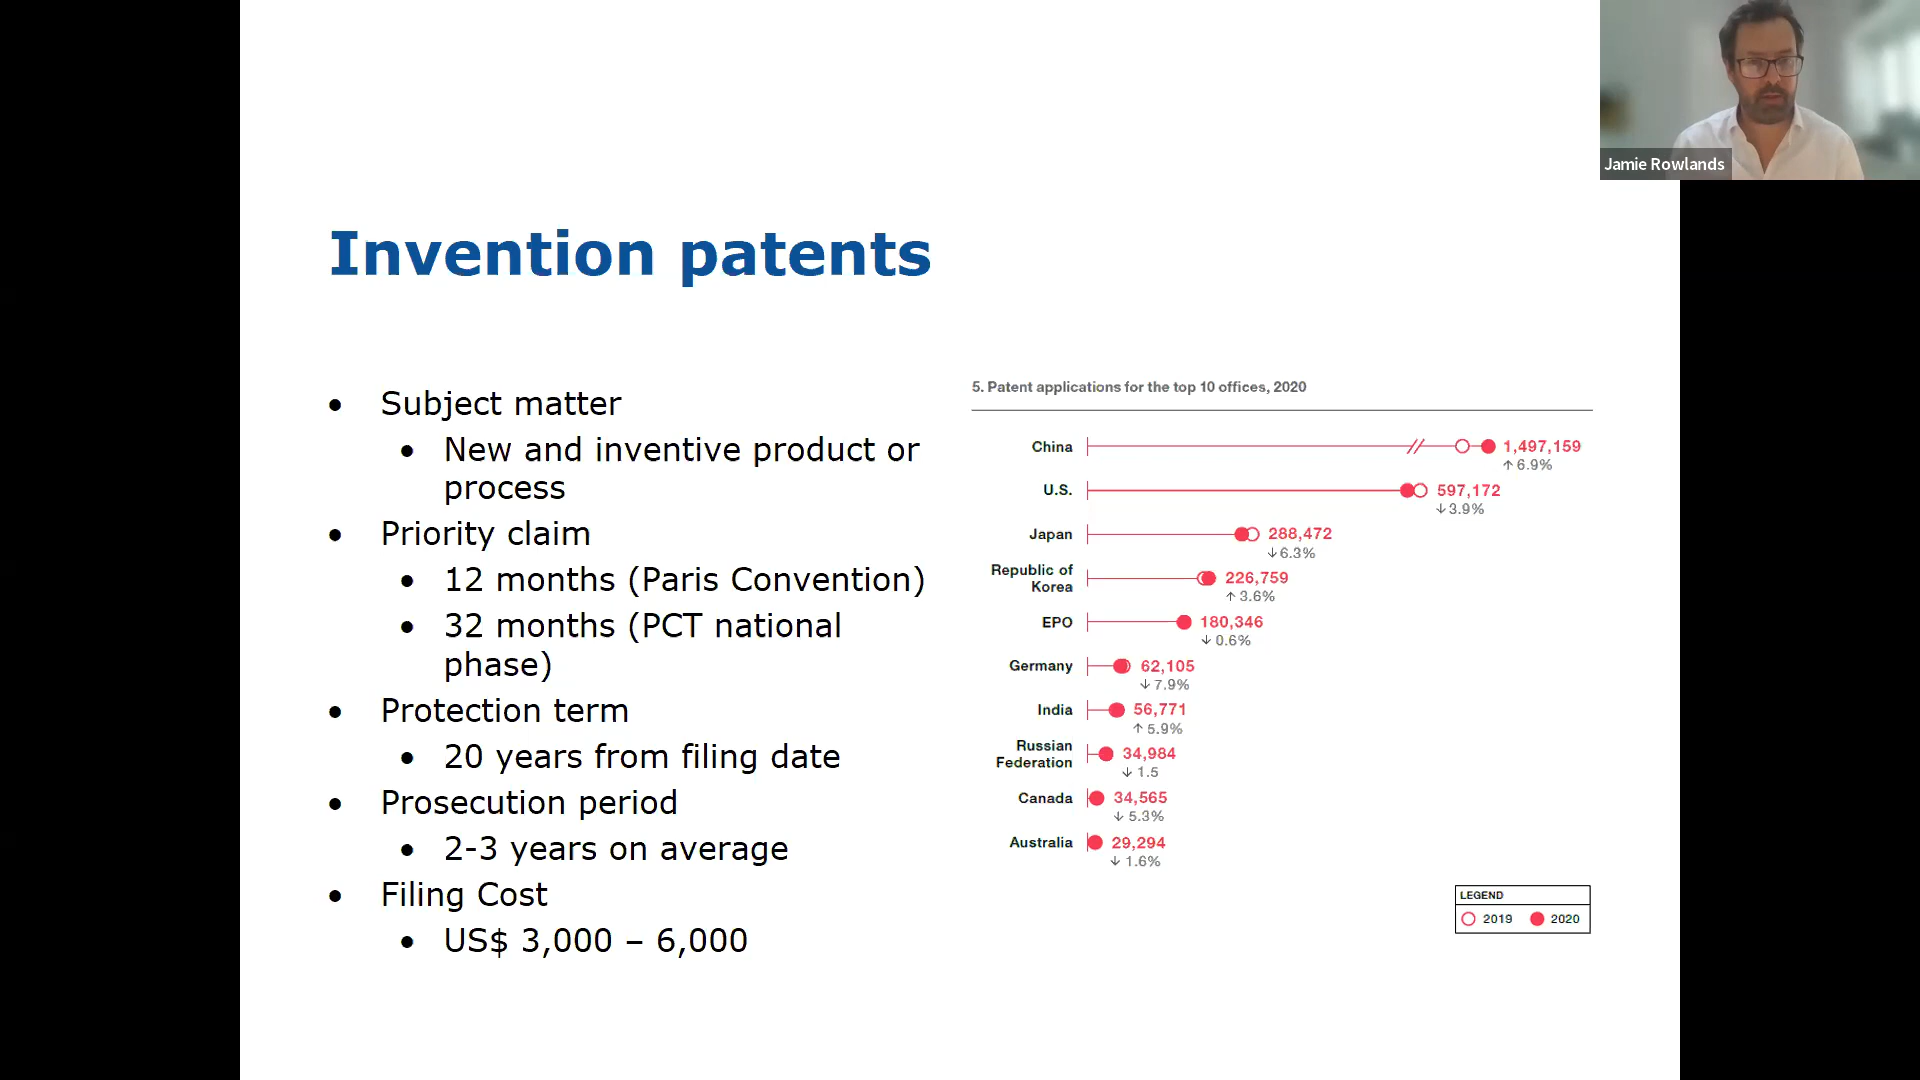 Jamie Rowlands
Invention patents
• Subject matter
• New and inventive product or
process
• Priority claim
• 12 months (Paris Convention)
• 32 months (PCT national
phase)
• Protection term
• 20 years from filing date
• Prosecution period
• 2-3 years on average
• Filing Cost
• US$ 3,000 – 6,000
5. Patent applications for the top 10 offices, 2020
China 1,497,159
↑ 6.9%
U.S. 597,172
↓ 3.9%
Japan 288,472
↓ 6.3%
Republic of
Korea 226,759
↑ 3.6%
EPO 180,346
↓ 0.6%
Germany 62,105
↓ 7.9%
India 56,771
↑ 5.9%
Russian
Federation 34,984
↓ 1.5
Canada 34,565
↓ 5.3%
Australia 29,294
↓ 1.6%
LEGEND
2019 2020